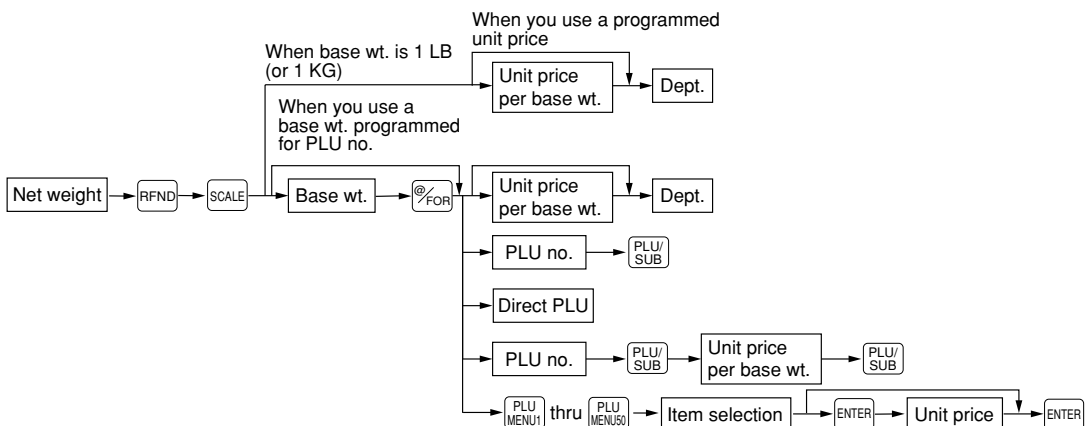 When you use a programmed
unit price
When base wt. is 1 LB
(or 1 KG)
Unit price
per base wt.
Dept.
When you use a
base wt. programmed
for PLU no.
Net weight
RFND
SCALE
Base wt.
@/FOR
Unit price
per base wt.
Dept.
PLU no.
PLU/
SUB
Direct PLU
PLU no.
PLU/
SUB
Unit price
per base wt.
PLU/
SUB
PLU
MENU1
thru
PLU
MENU50
Item selection
ENTER
Unit price
ENTER